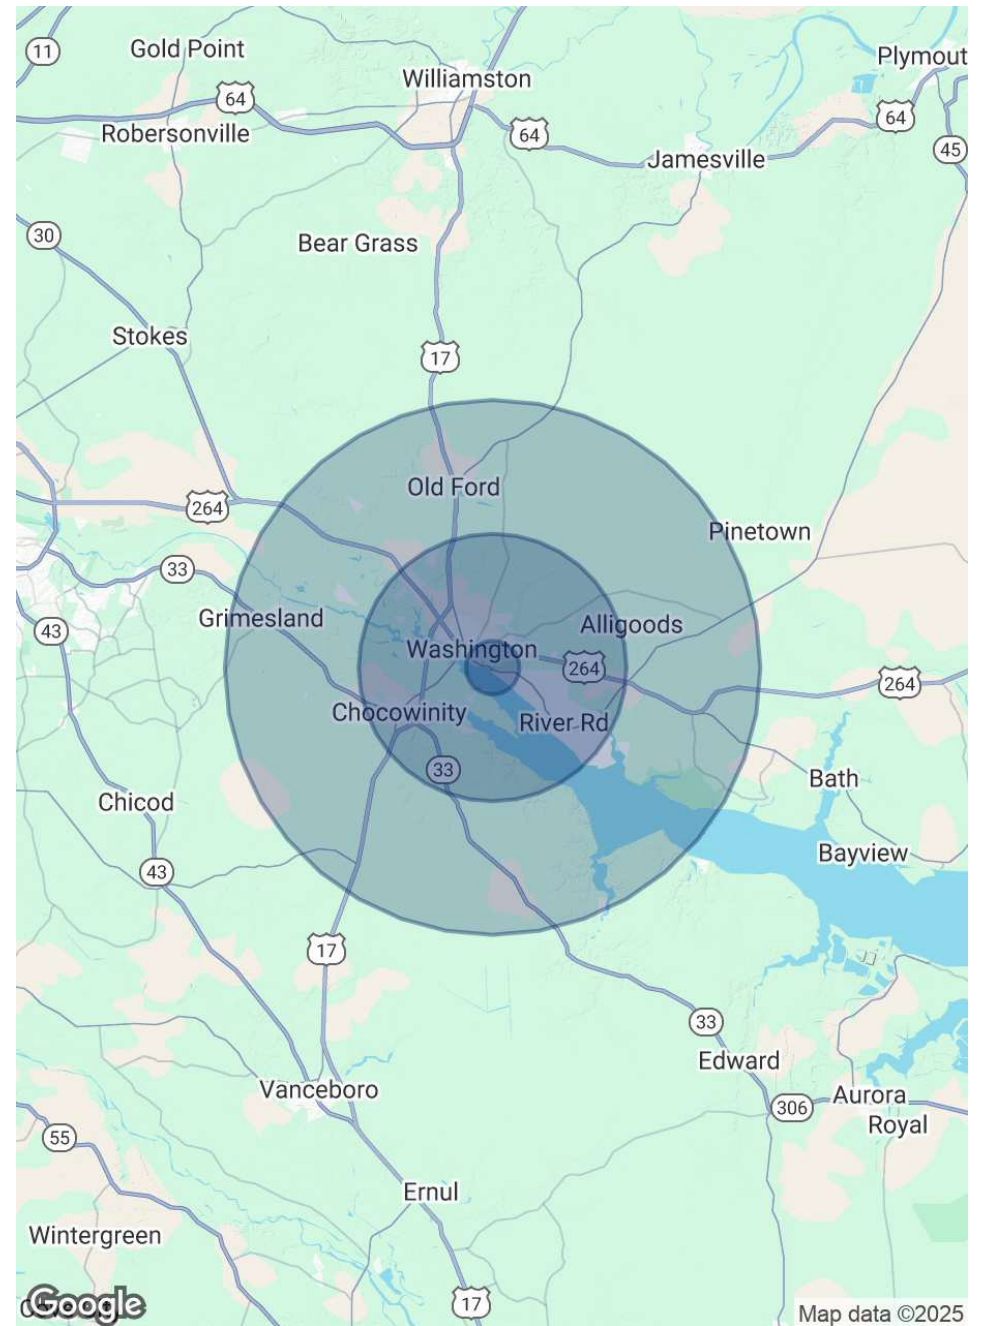 11
Gold Point
Plymout
Williamston
64
64
64
Robersonville
45
Jamesville
30
Bear Grass
Stokes
17
Old Ford
264
Pinetown
33
Grimesland
Alligoods
43
Washington
264
264
Chocowinity
River Rd
33
Bath
Chicod
Bayview
43
17
33
Edward
Vanceboro
Aurora
306
Royal
55
Ernul
Wintergreen
Google
17
Map data ©2025